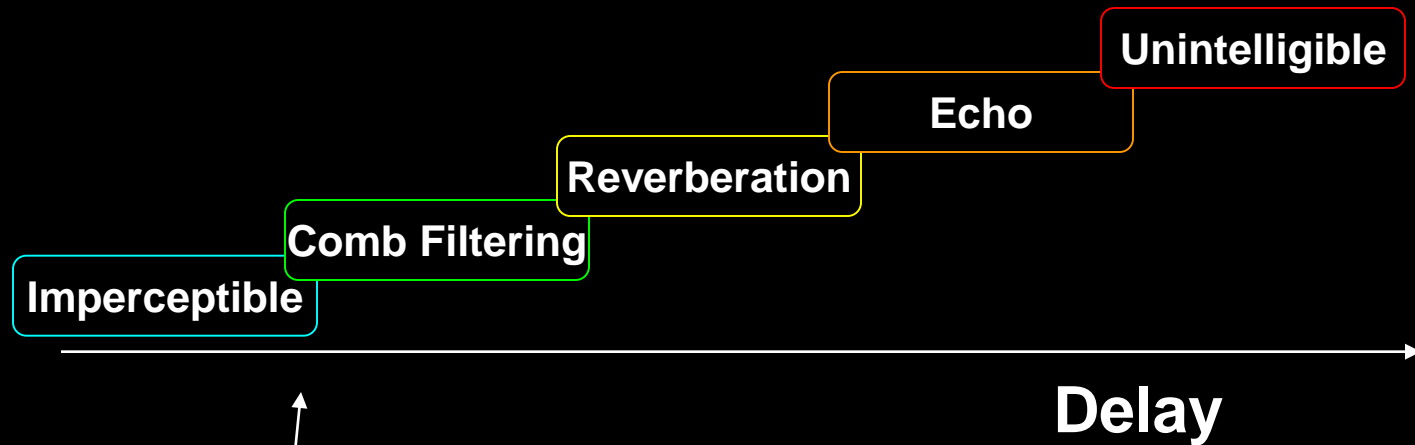 Unintelligible
Echo
Reverberation
Comb Filtering
Imperceptible
Delay